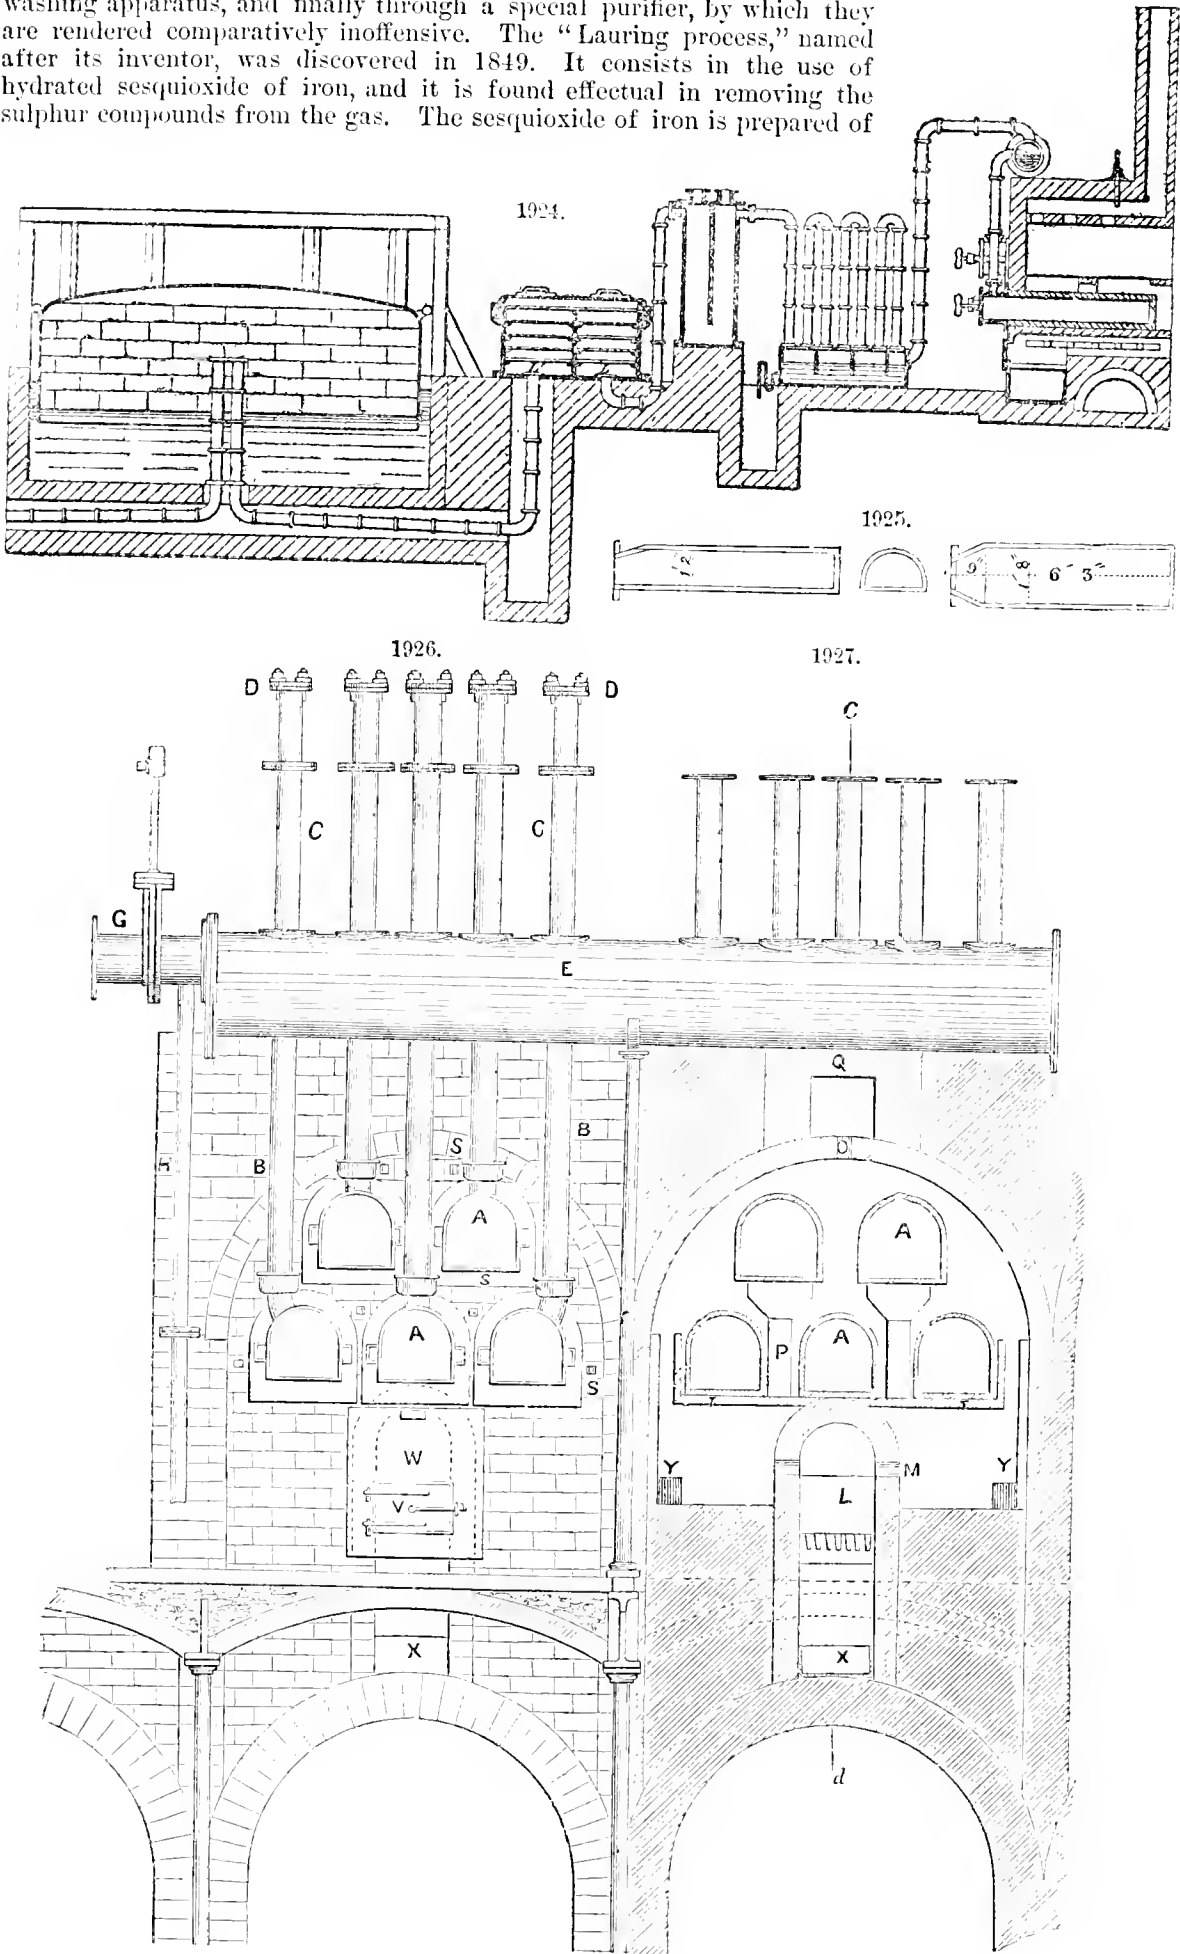 washing apparatus, and finally through a special purifier, by which they
are rendered comparatively inoffensive. The “Lauring process,” named
after its inventor, was discovered in 1849. It consists in the use of
hydrated sesquioxide of iron, and it is found effectual in removing the
sulphur compounds from the gas. The sesquioxide of iron is prepared of
1924.
1925.
9" 6" 3"
1926.
1927.
D D
C
C C
G
E
Q
B
S
H B
O
A
A
S
A
P A
S
W
Y Y
M
L
V
X
X
d